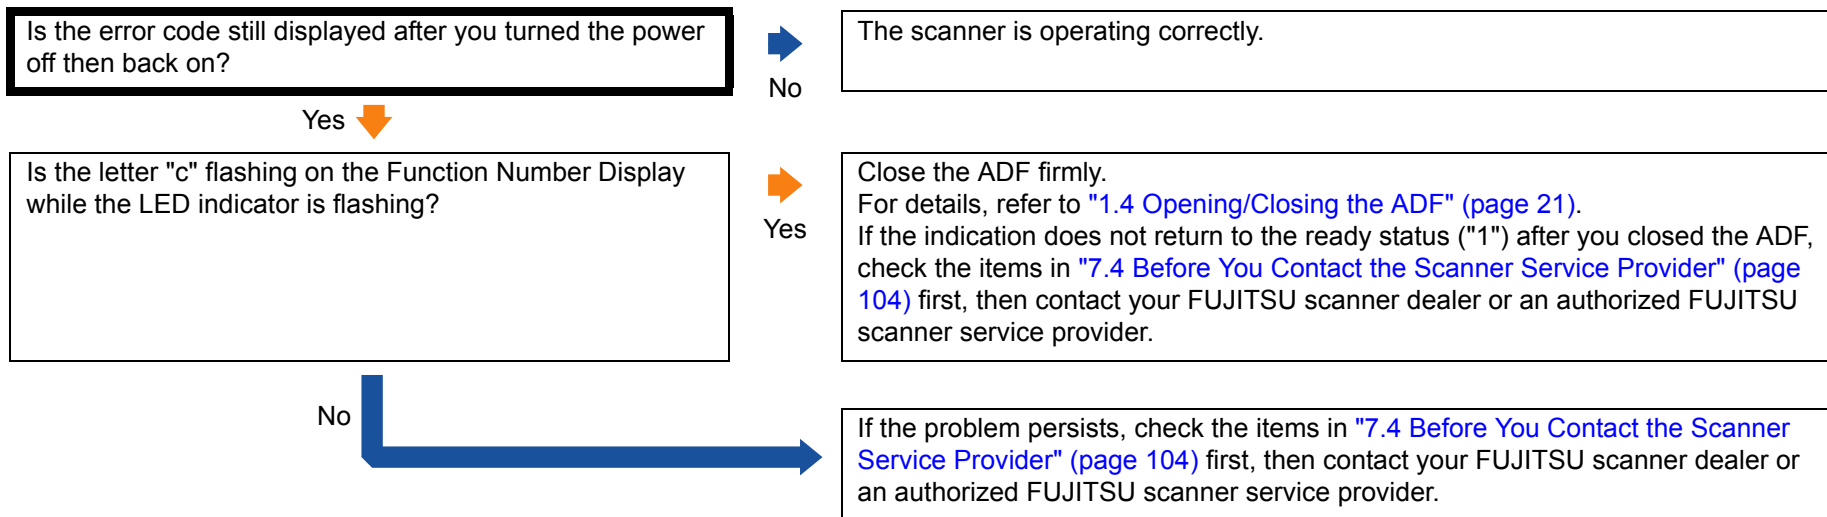 Is the error code still displayed after you turned the power
off then back on?
No
The scanner is operating correctly.
Yes
Is the letter "c" flashing on the Function Number Display
while the LED indicator is flashing?
Yes
Close the ADF firmly.
For details, refer to "1.4 Opening/Closing the ADF" (page 21).
If the indication does not return to the ready status ("1") after you closed the ADF,
check the items in "7.4 Before You Contact the Scanner Service Provider" (page
104) first, then contact your FUJITSU scanner dealer or an authorized FUJITSU
scanner service provider.
No
If the problem persists, check the items in "7.4 Before You Contact the Scanner
Service Provider" (page 104) first, then contact your FUJITSU scanner dealer or
an authorized FUJITSU scanner service provider.